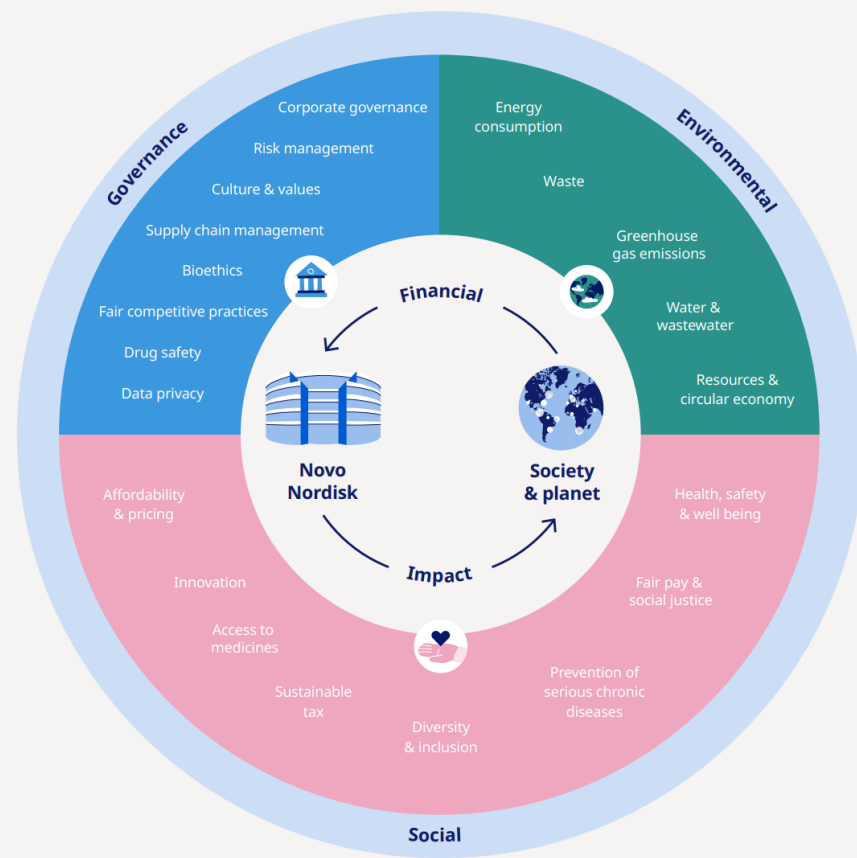 Governance
Corporate governance
Risk management
Culture & values
Supply chain management
Bioethics
Fair competitive practices
Drug safety
Data privacy
Environmental
Energy
consumption
Waste
Greenhouse
gas emissions
Water &
wastewater
Resources &
circular economy
Financial
Novo
Nordisk
Society
& planet
Impact
Affordability
& pricing
Innovation
Access to
medicines
Sustainable
tax
Diversity
& inclusion
Prevention of
serious chronic
diseases
Fair pay &
social justice
Health, safety
& well being
Social